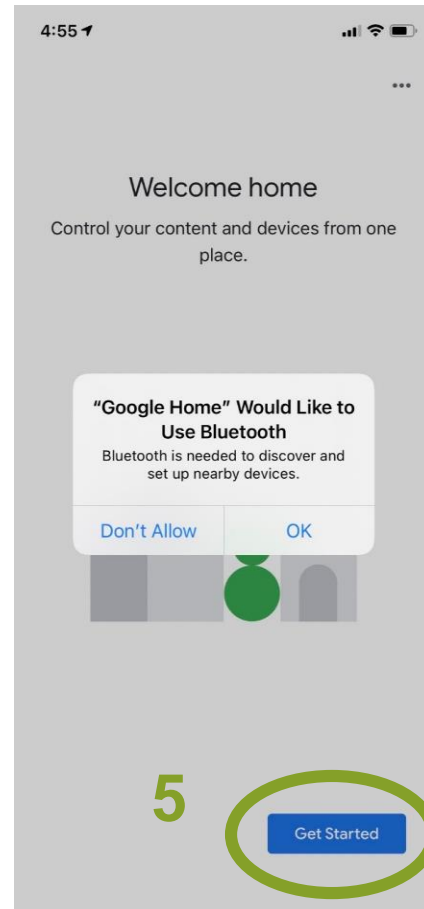 4:55
•••
Welcome home
Control your content and devices from one
place.
“Google Home” Would Like to
Use Bluetooth
Bluetooth is needed to discover and
set up nearby devices.
Don’t Allow OK
5
Get Started